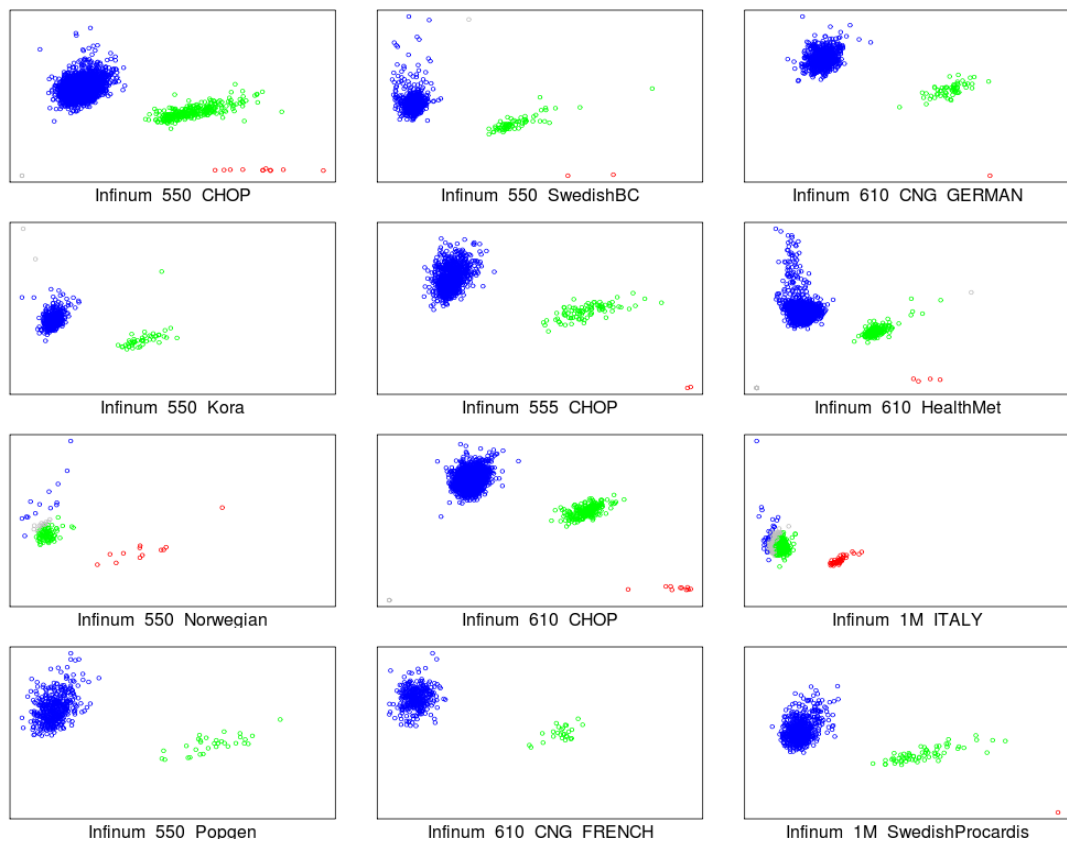 Infinum 550 CHOP
Infinum 550 SwedishBC
Infinum 610 CNG GERMAN
Infinum 550 Kora
Infinum 555 CHOP
Infinum 610 HealthMet
Infinum 550 Norwegian
Infinum 610 CHOP
Infinum 1M ITALY
Infinum 550 Popgen
Infinum 610 CNG FRENCH
Infinum 1M SwedishProcardis